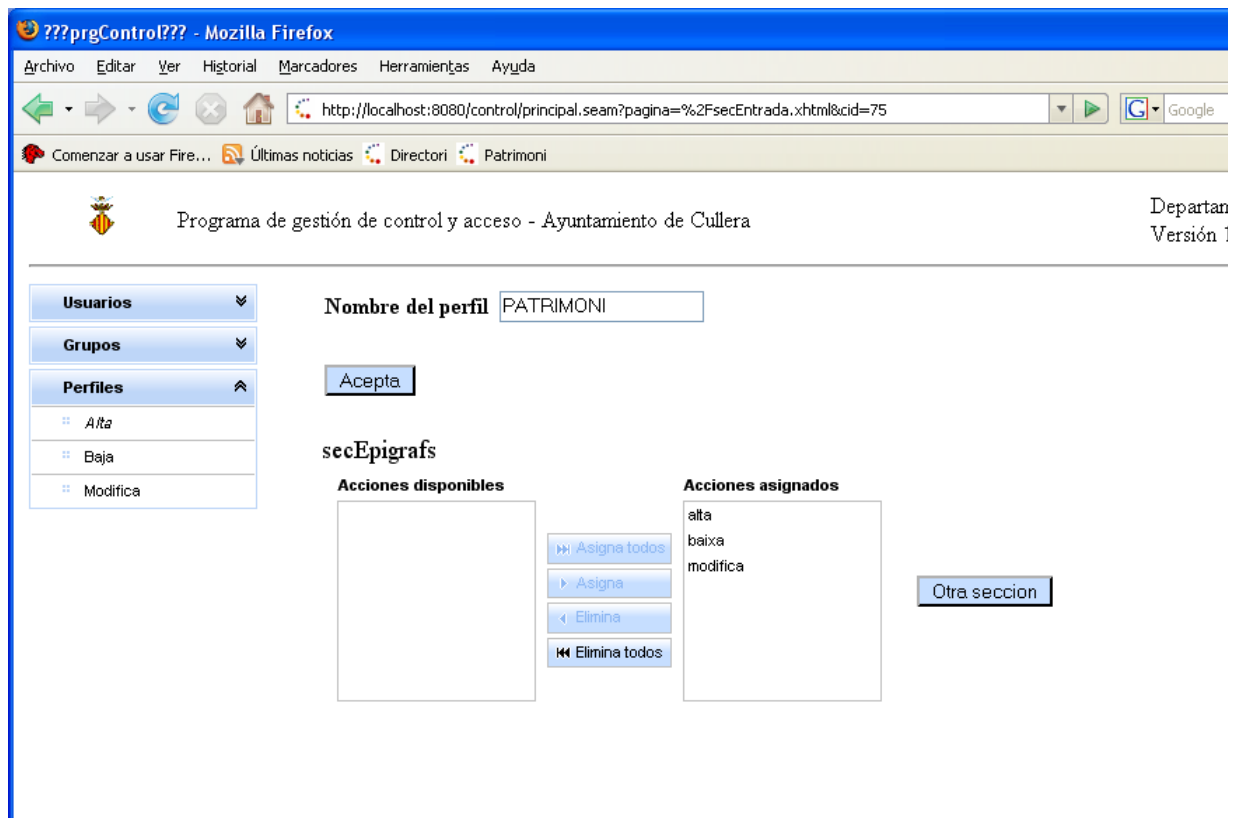 ???prgControl??? - Mozilla Firefox
Archivo Editar Ver Historial Marcadores Herramientas Ayuda
http://localhost:8080/control/principal.seam?pagina=%2FsecEntrada.xhtml&cid=75
G Google
Comenzar a usar Fire... Últimas noticias Directori Patrimoni
Programa de gestión de control y acceso - Ayuntamiento de Cullera
Departan
Versión 1
Usuarios
Grupos
Perfiles
Alta
Baja
Modifica
Nombre del perfil PATRIMONI
Acepta
secEpigrafs
Acciones disponibles
Asigna todos
Asigna
Elimina
Elimina todos
Acciones asignados
alta
baixa
modifica
Otra seccion